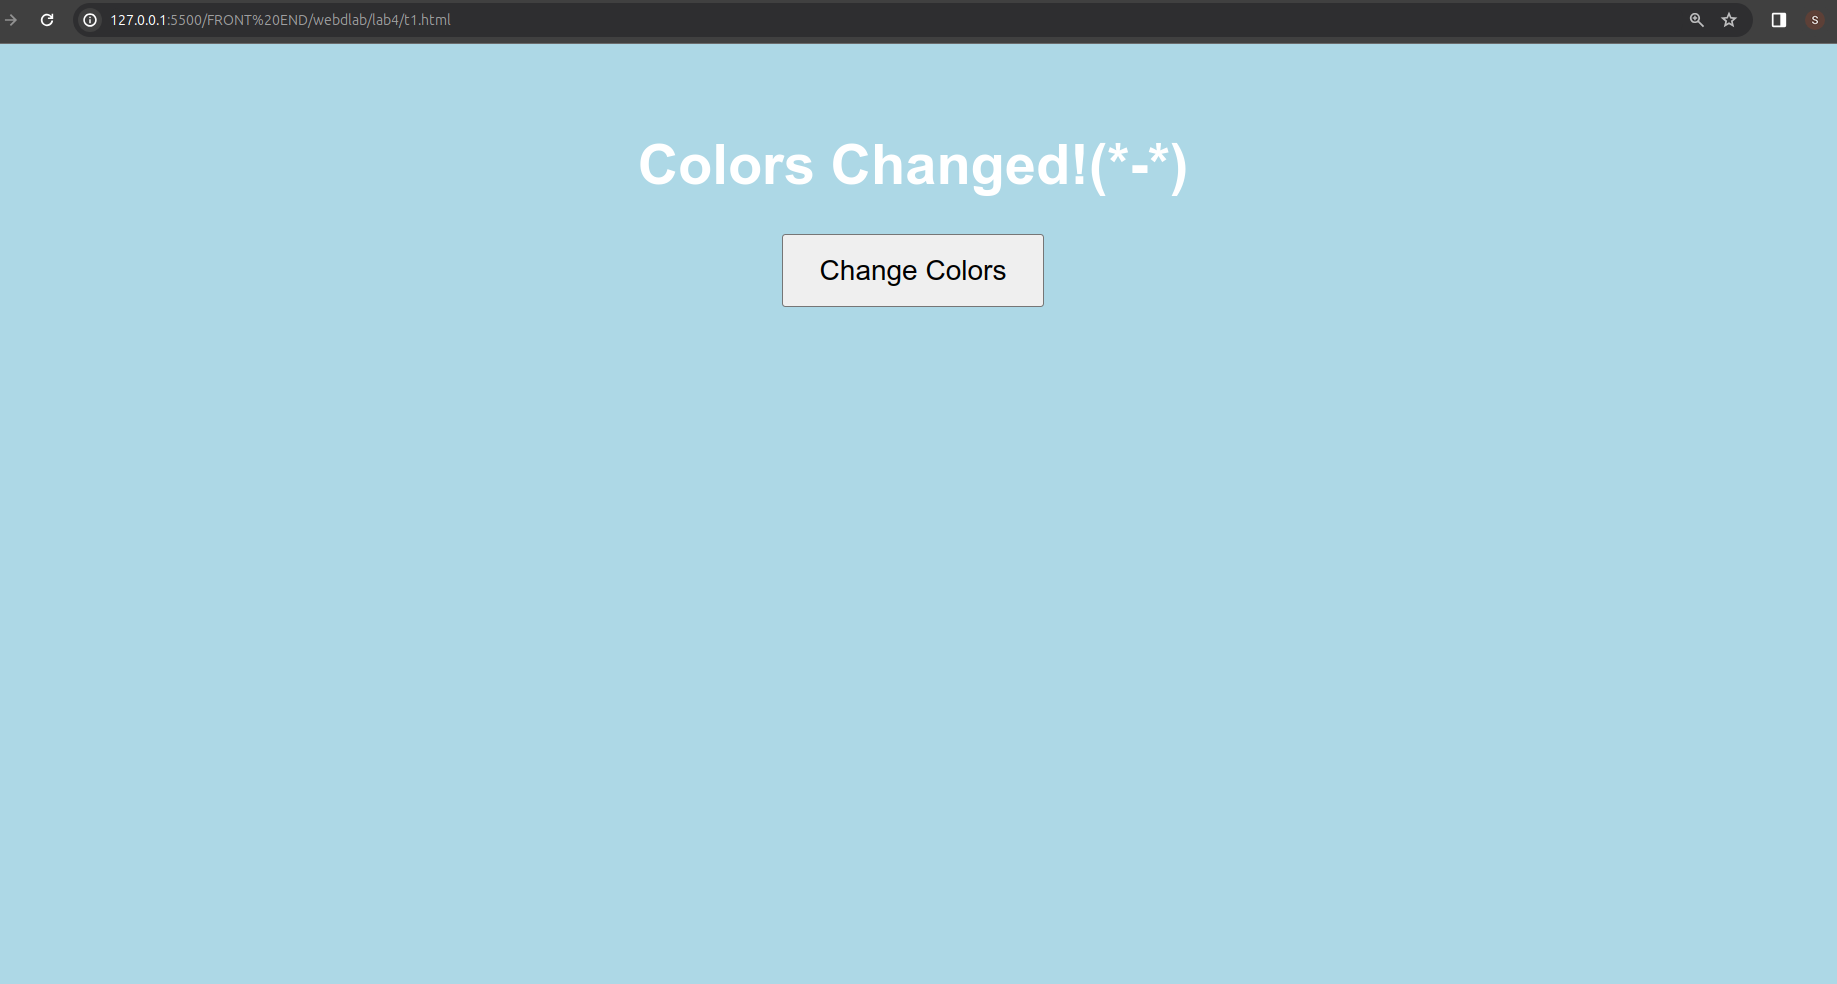 127.0.0.1:5500/FRONT%20END/webdlab/lab4/t1.html
S
Colors Changed!(*-*)
Change Colors